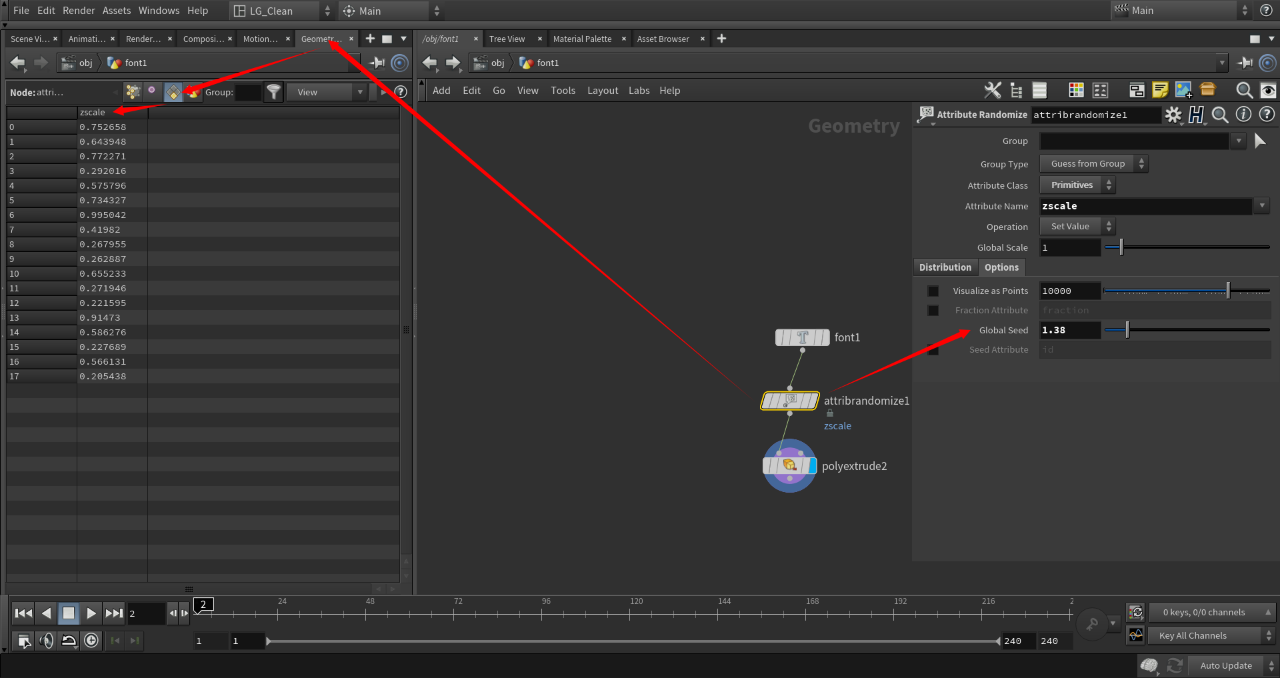 File Edit Render Assets Windows Help LG_Clean Main Main
Scene Vi... Animati... Render... Composi... Motion... Geometr...
/obj/font1 Tree View Material Palette Asset Browser
obj font1
obj font1
Node: attri... Group: View
Add Edit Go View Tools Layout Labs Help
zscale
0 0.752658
1 0.643948
2 0.772271
3 0.292016
4 0.575796
5 0.734327
6 0.995042
7 0.41982
8 0.267955
9 0.262887
10 0.655233
11 0.271946
12 0.221595
13 0.91473
14 0.586276
15 0.227689
16 0.566131
17 0.205438
Geometry
font1
attribrandomize1
zscale
polyextrude2
Attribute Randomize attribrandomize1
Group
Group Type Guess from Group
Attribute Class Primitives
Attribute Name zscale
Operation Set Value
Global Scale 1
Distribution Options
Visualize as Points 10000
Fraction Attribute fraction
Global Seed 1.38
Seed Attribute id
2 2 24 48 72 96 120 144 168 192 216 2
1 1 240 240
0 keys, 0/0 channels
Key All Channels
Auto Update